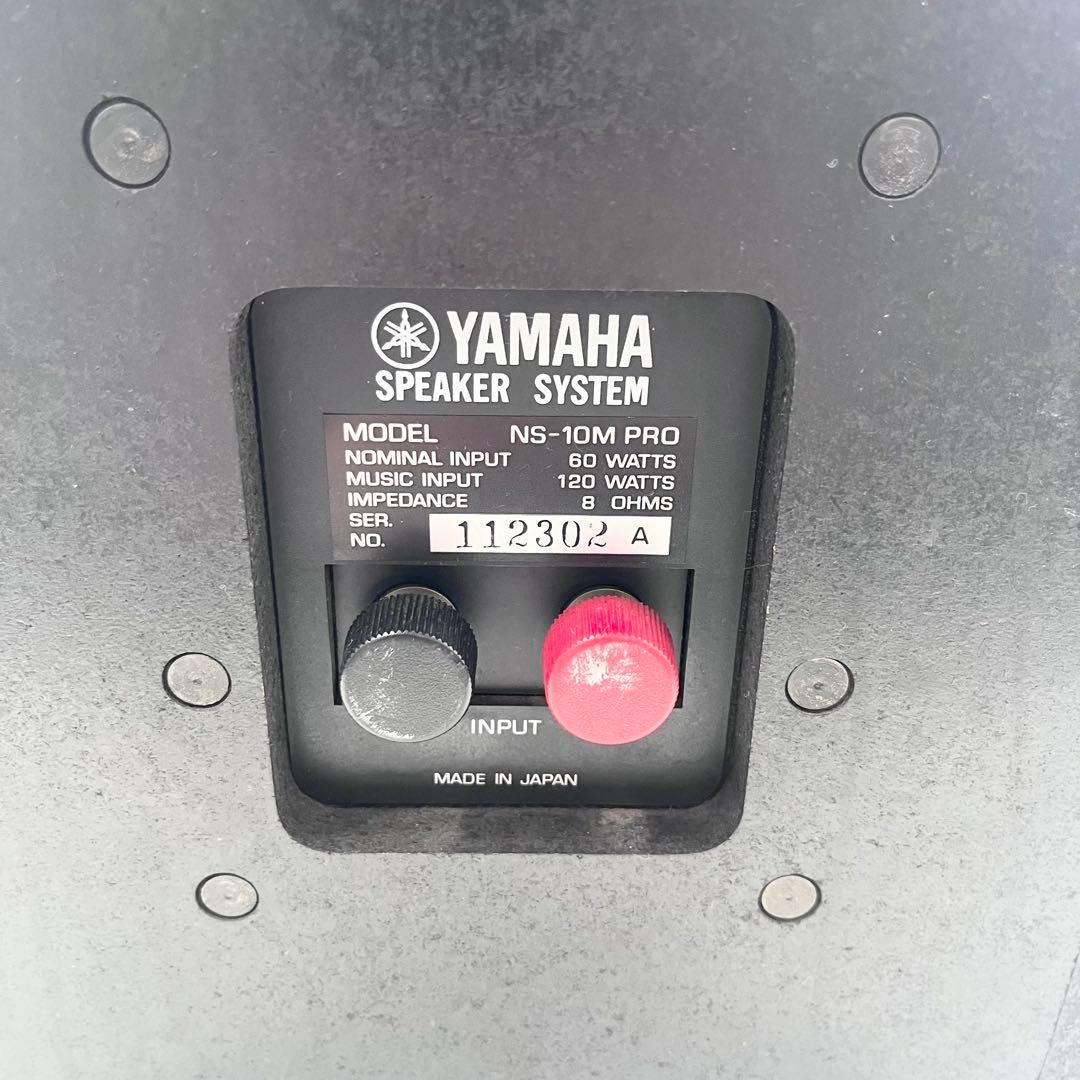 YAMAHA
SPEAKER SYSTEM
MODEL NS-10M PRO
NOMINAL INPUT 60 WATTS
MUSIC INPUT 120 WATTS
IMPEDANCE 8 OHMS
SER.
NO. 112302 A
INPUT
MADE IN JAPAN